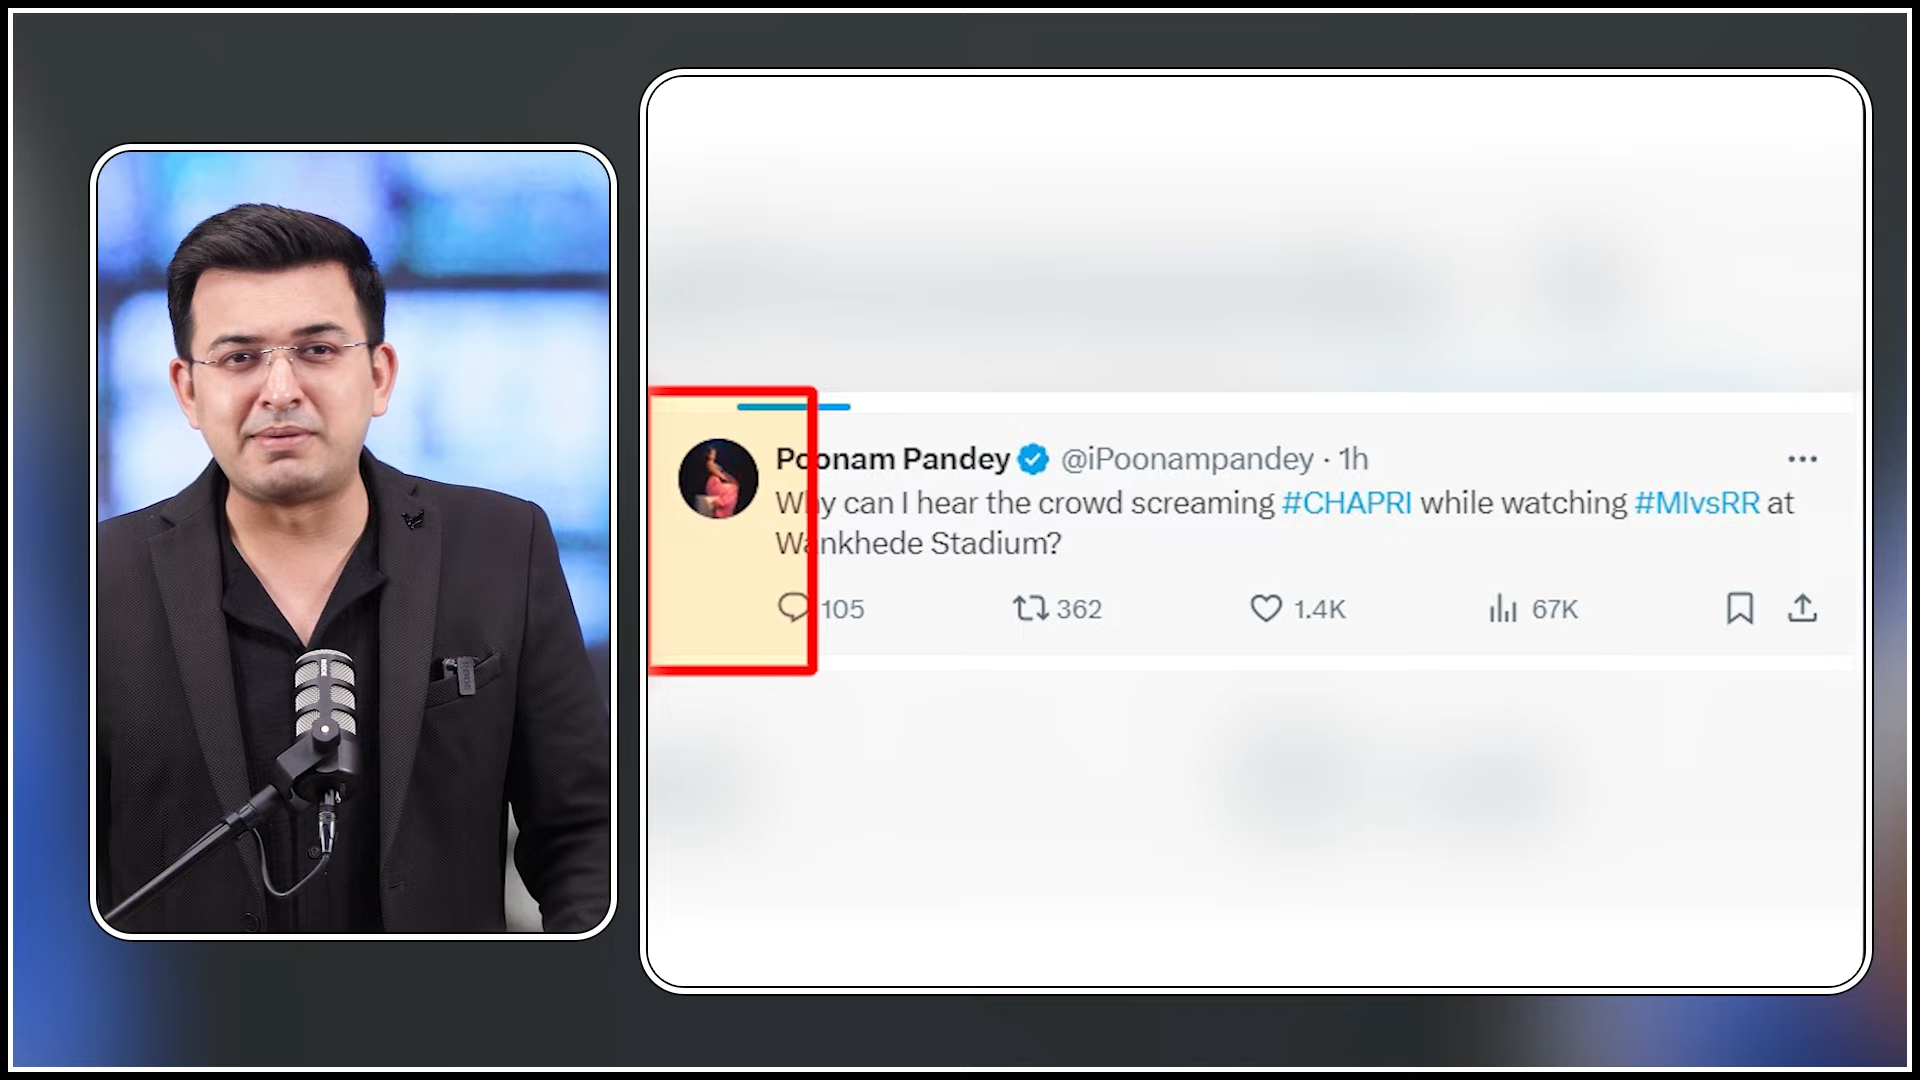 Poonam Pandey @iPoonampandey · 1h
Why can I hear the crowd screaming #CHAPRI while watching #MIvsRR at
Wankhede Stadium?
105 362 1.4K 67K